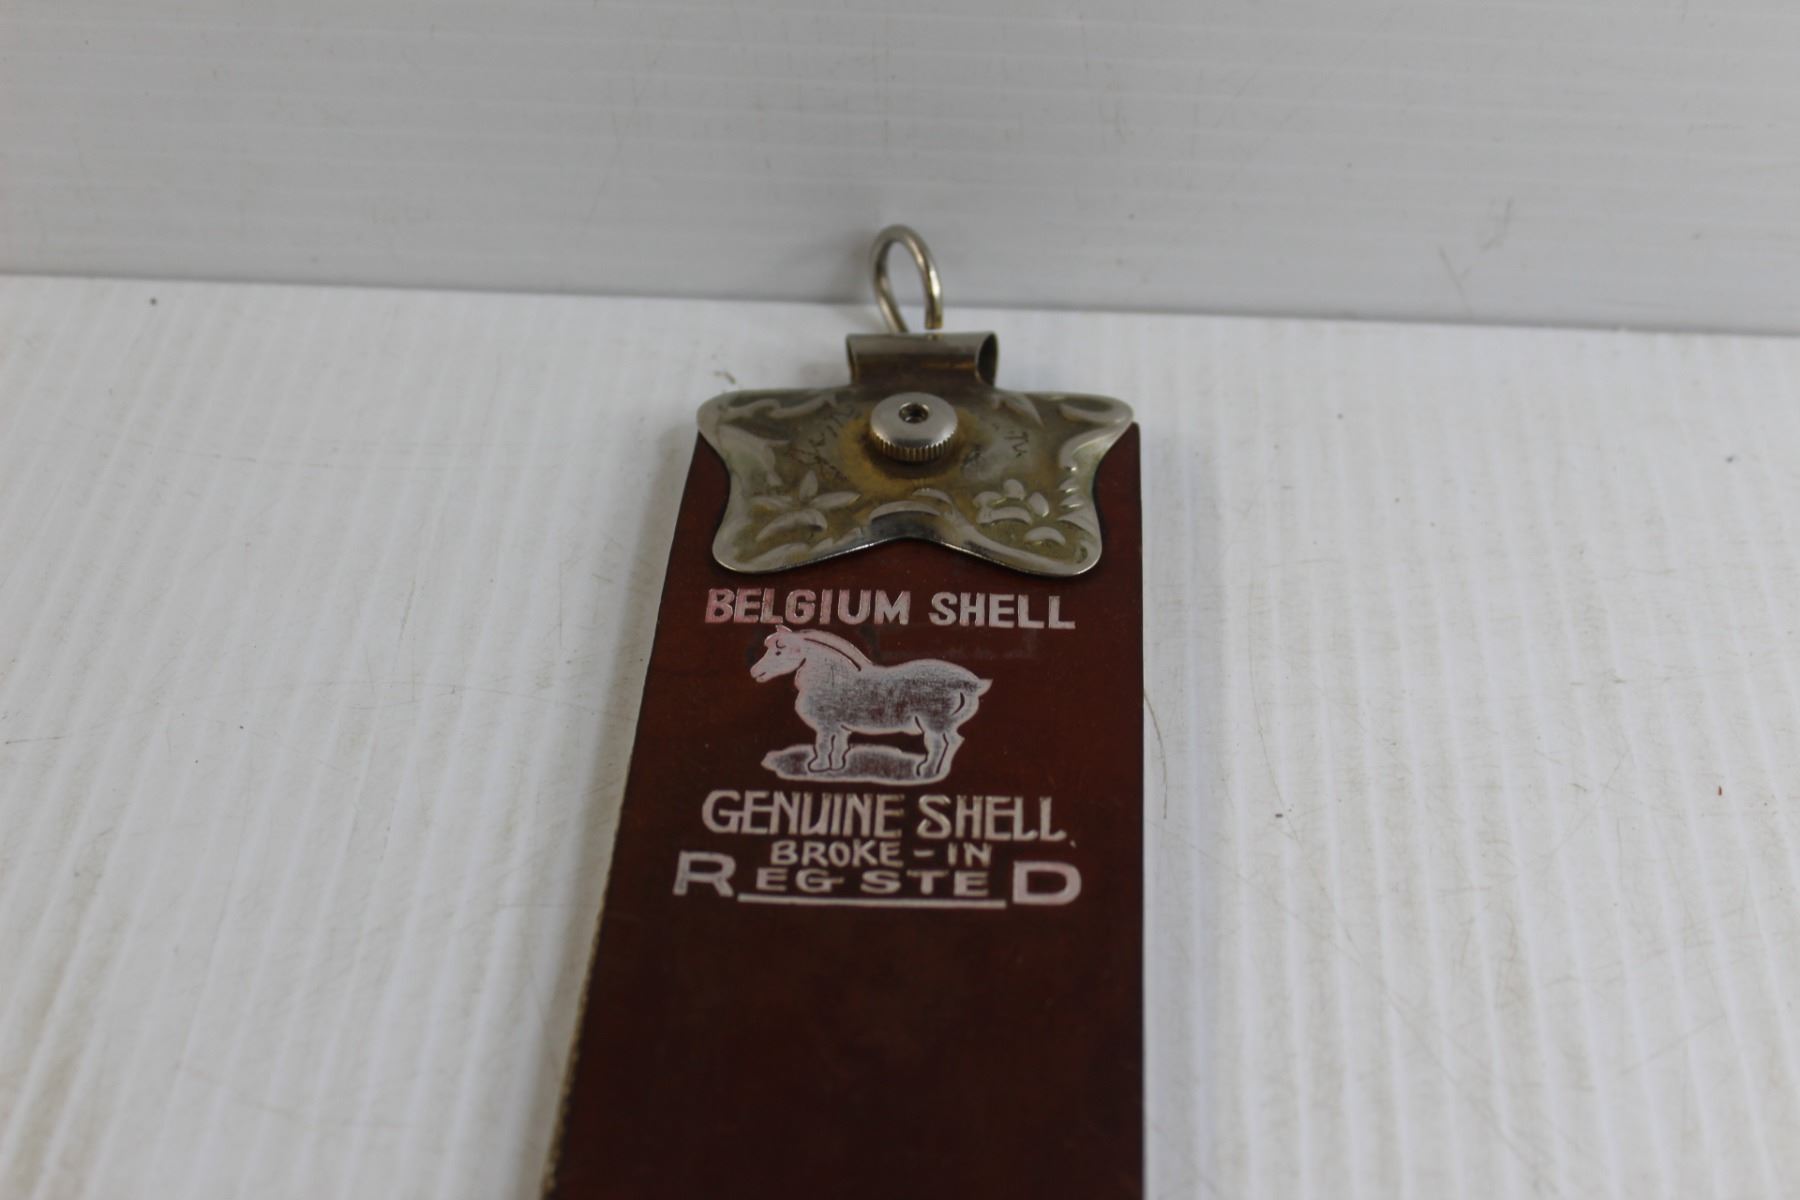 BELGIUM SHELL
GENUINE SHELL
BROKE-IN
REGSTED